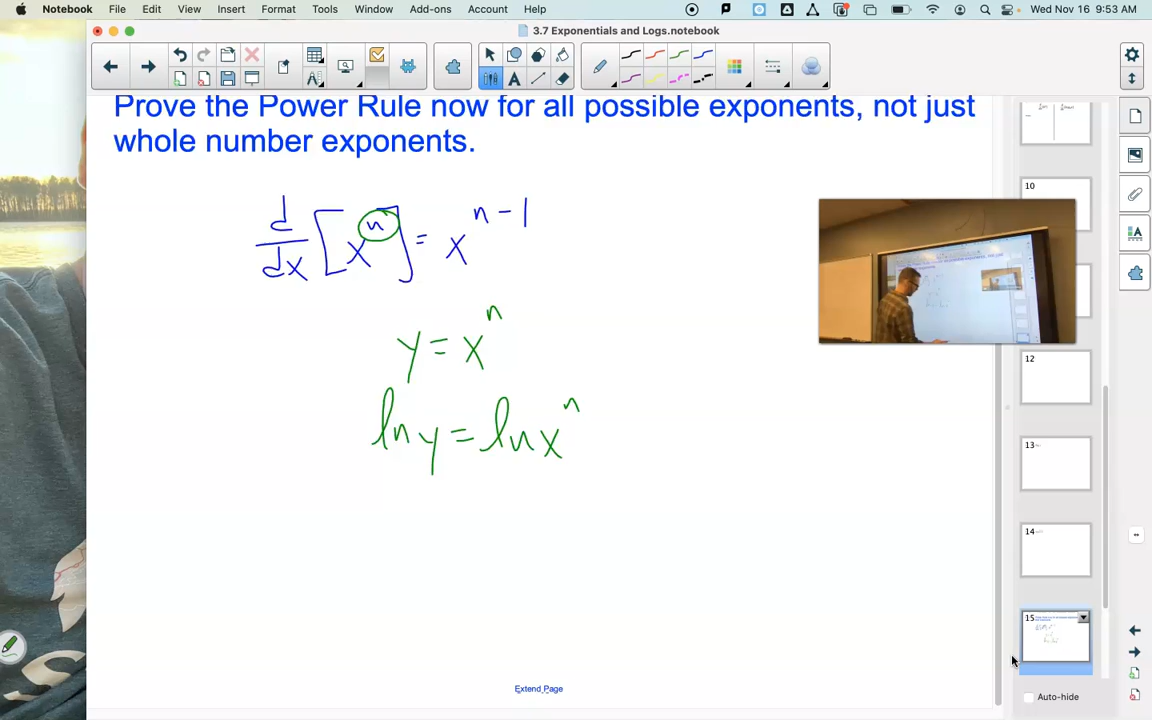 Notebook File Edit View Insert Format Tools Window Add-ons Account Help Wed Nov 16 9:53 AM
3.7 Exponentials and Logs.notebook
Prove the Power Rule now for all possible exponents, not just
whole number exponents.
d/dx [x^n] = x^(n-1)
y = x^n
ln y = ln x^n
Extend Page
10
12
13
14
15
Auto-hide